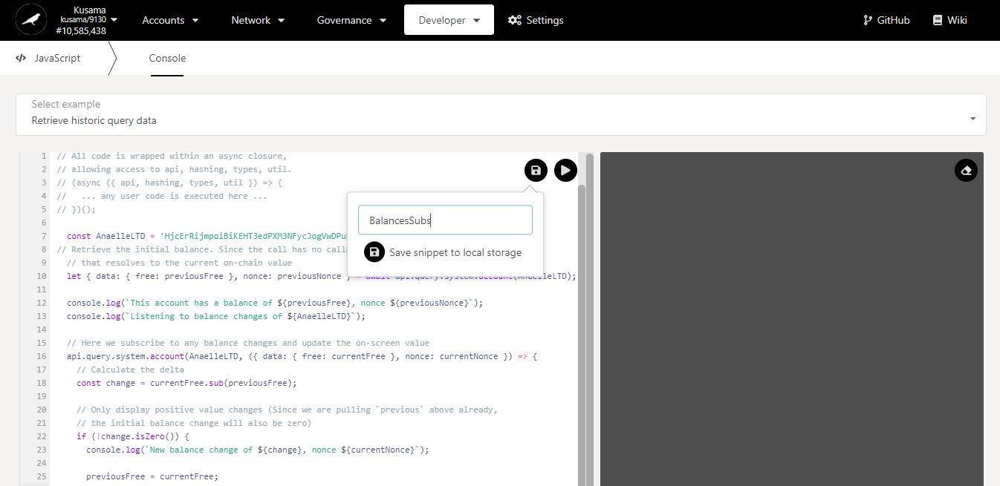 Kusama
kusama/9130
#10,585,438
Accounts
Network
Governance
Developer
Settings
GitHub
Wiki
JavaScript
Console
Select example
Retrieve historic query data
1 // All code is wrapped within an async closure,
2 // allowing access to api, hashing, types, util.
3 // (async ({ api, hashing, types, util }) => {
4 //   ... any user code is executed here ...
5 // })();
6
7   const AnaelleLTD = 'HjcErRijmpoiBiKEHT3edPXM3NFycJogVwDPu
8 // Retrieve the initial balance. Since the call has no call
9   // that resolves to the current on-chain value
10   let { data: { free: previousFree }, nonce: previousNonce } = await api.query.system.account(AnaelleLTD);
11
12   console.log(`This account has a balance of ${previousFree}, nonce ${previousNonce}`);
13   console.log(`Listening to balance changes of ${AnaelleLTD}`);
14
15   // Here we subscribe to any balance changes and update the on-screen value
16   api.query.system.account(AnaelleLTD, ({ data: { free: currentFree }, nonce: currentNonce }) => {
17     // Calculate the delta
18     const change = currentFree.sub(previousFree);
19
20     // Only display positive value changes (Since we are pulling `previous` above already,
21     // the initial balance change will also be zero)
22     if (!change.isZero()) {
23       console.log(`New balance change of ${change}, nonce ${currentNonce}`);
24
25       previousFree = currentFree;
BalancesSubs
Save snippet to local storage